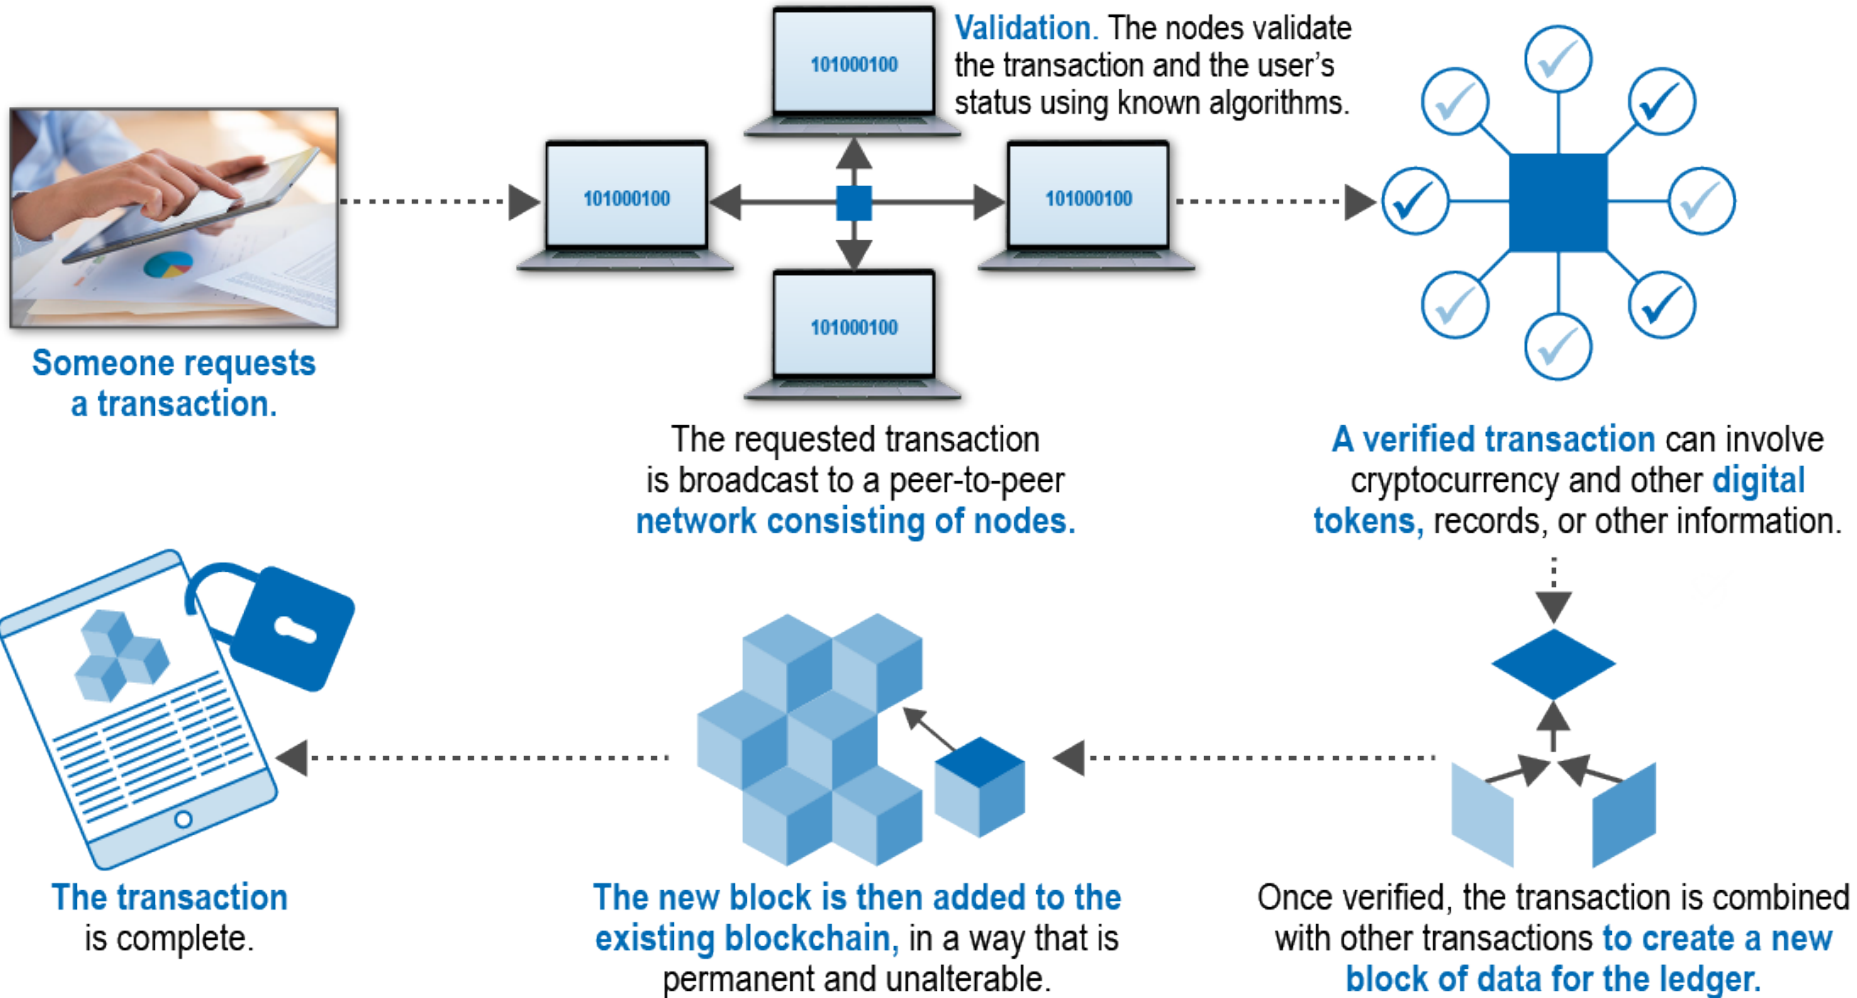 Validation. The nodes validate
the transaction and the user's
status using known algorithms.
101000100
101000100
101000100
101000100
Someone requests
a transaction.
The requested transaction
is broadcast to a peer-to-peer
network consisting of nodes.
A verified transaction can involve
cryptocurrency and other digital
tokens, records, or other information.
Once verified, the transaction is combined
with other transactions to create a new
block of data for the ledger.
The new block is then added to the
existing blockchain, in a way that is
permanent and unalterable.
The transaction
is complete.